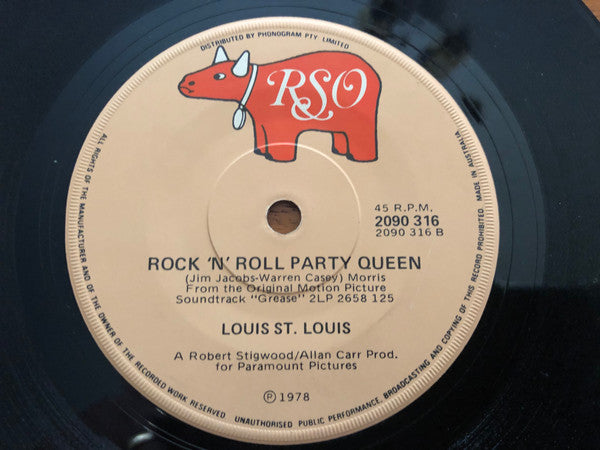 DISTRIBUTED BY PHONOGRAM PTY. LIMITED
RSO
45 R.P.M.
2090 316
2090 316 B
ROCK 'N' ROLL PARTY QUEEN
(Jim Jacobs-Warren Casey) Morris
From the Original Motion Picture
Soundtrack "Grease" 2LP 2658 125
LOUIS ST. LOUIS
A Robert Stigwood/Allan Carr Prod.
for Paramount Pictures
Ⓟ 1978
ALL RIGHTS OF THE MANUFACTURER AND OF THE OWNER OF THE RECORDED WORK RESERVED
UNAUTHORISED PUBLIC PERFORMANCE, BROADCASTING AND COPYING OF THIS RECORD PROHIBITED MADE IN AUSTRALIA